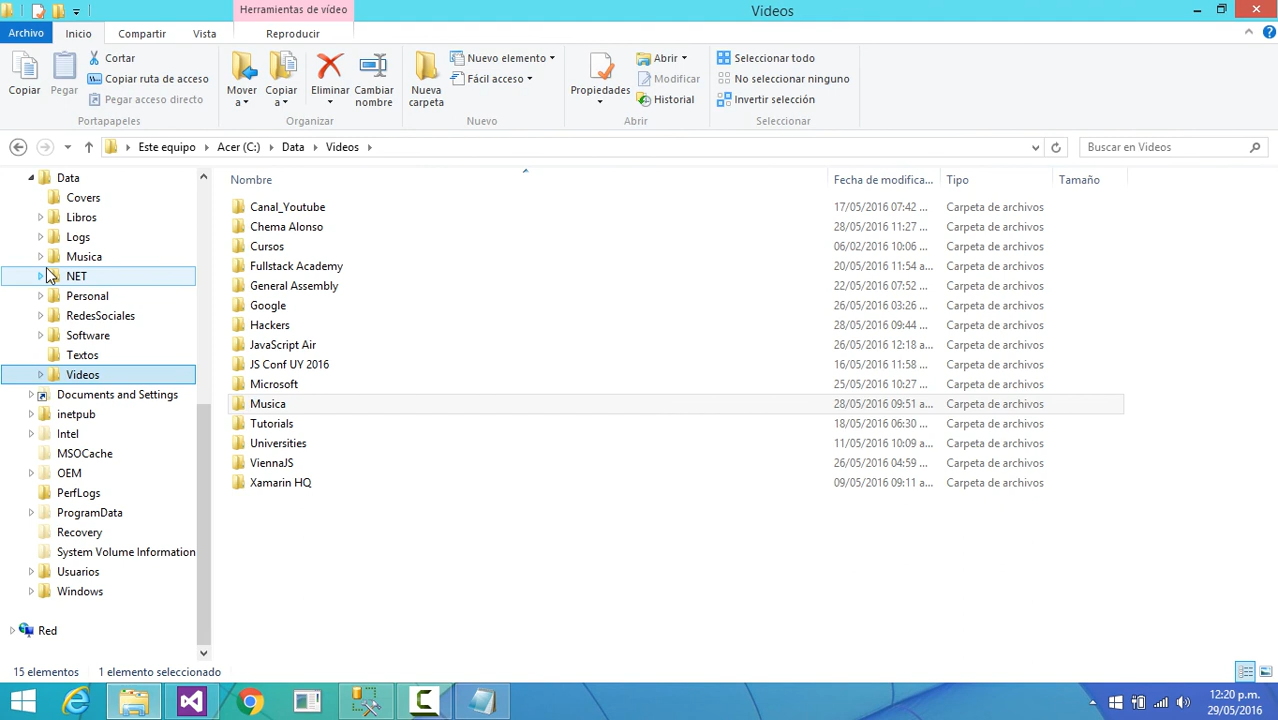 Herramientas de vídeo
Videos
Archivo
Inicio
Compartir
Vista
Reproducir
Copiar
Pegar
Cortar
Copiar ruta de acceso
Pegar acceso directo
Portapapeles
Mover a
Copiar a
Eliminar
Cambiar nombre
Organizar
Nueva carpeta
Nuevo elemento
Fácil acceso
Nuevo
Propiedades
Abrir
Modificar
Historial
Abrir
Seleccionar todo
No seleccionar ninguno
Invertir selección
Seleccionar
Este equipo
Acer (C:)
Data
Videos
Buscar en Videos
Data
Covers
Libros
Logs
Musica
NET
Personal
RedesSociales
Software
Textos
Videos
Documents and Settings
inetpub
Intel
MSOCache
OEM
PerfLogs
ProgramData
Recovery
System Volume Information
Usuarios
Windows
Red
Nombre Fecha de modifica... Tipo Tamaño
Canal_Youtube 17/05/2016 07:42 ... Carpeta de archivos
Chema Alonso 28/05/2016 11:27 ... Carpeta de archivos
Cursos 06/02/2016 10:06 ... Carpeta de archivos
Fullstack Academy 20/05/2016 11:54 a... Carpeta de archivos
General Assembly 22/05/2016 07:52 ... Carpeta de archivos
Google 26/05/2016 03:26 ... Carpeta de archivos
Hackers 28/05/2016 09:44 ... Carpeta de archivos
JavaScript Air 26/05/2016 12:18 a... Carpeta de archivos
JS Conf UY 2016 16/05/2016 11:58 ... Carpeta de archivos
Microsoft 25/05/2016 10:27 ... Carpeta de archivos
Musica 28/05/2016 09:51 a... Carpeta de archivos
Tutorials 18/05/2016 06:30 ... Carpeta de archivos
Universities 11/05/2016 10:09 a... Carpeta de archivos
ViennaJS 26/05/2016 04:59 ... Carpeta de archivos
Xamarin HQ 09/05/2016 09:11 a... Carpeta de archivos
15 elementos 1 elemento seleccionado
12:20 p.m.
29/05/2016